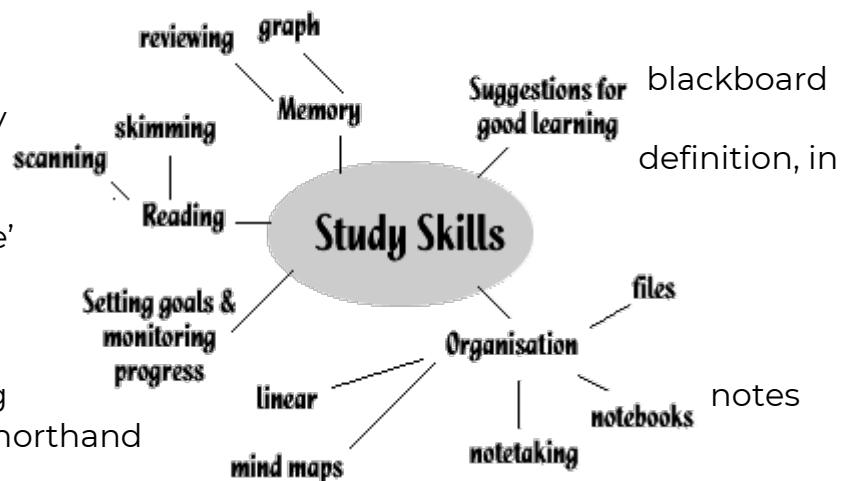 graph
reviewing
Memory
Suggestions for
good learning
blackboard
skimming
scanning
definition, in
Reading
Study Skills
Setting goals &
monitoring
progress
files
Organisation
linear
notebooks
notes
mind maps
notetaking